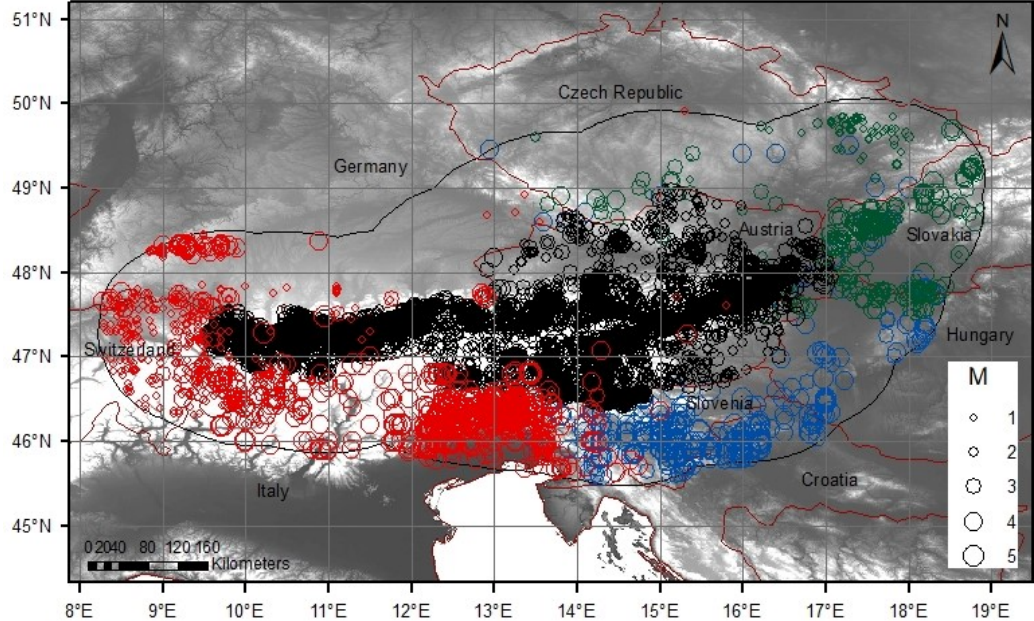 51°N
N
50°N
Czech Republic
Germany
49°N
Austria
Slovakia
48°N
Hungary
47°N
Switzerland
M
Slovenia
46°N
1
2
Croatia
3
Italy
45°N
4
0 20 40 80 120 160
Kilometers
5
8°E 9°E 10°E 11°E 12°E 13°E 14°E 15°E 16°E 17°E 18°E 19°E